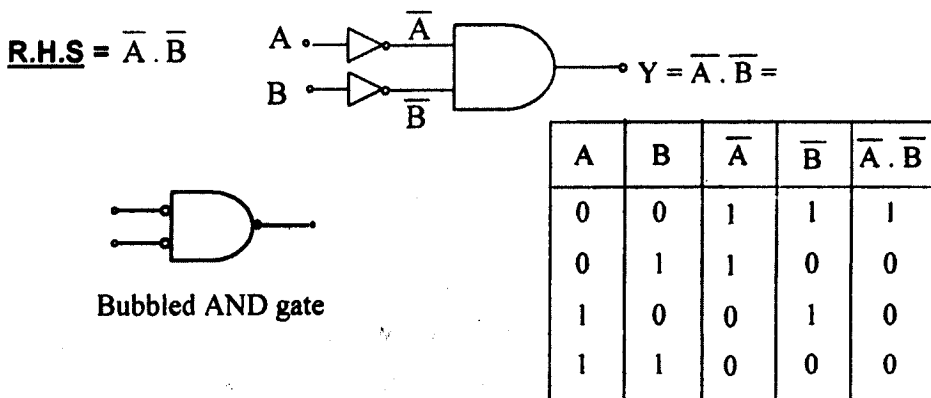 R.H.S = A̅ . B̅
A
A̅
B
B̅
Y = A̅ . B̅ =
A B A̅ B̅ A̅ . B̅
0 0 1 1 1
0 1 1 0 0
1 0 0 1 0
1 1 0 0 0
Bubbled AND gate